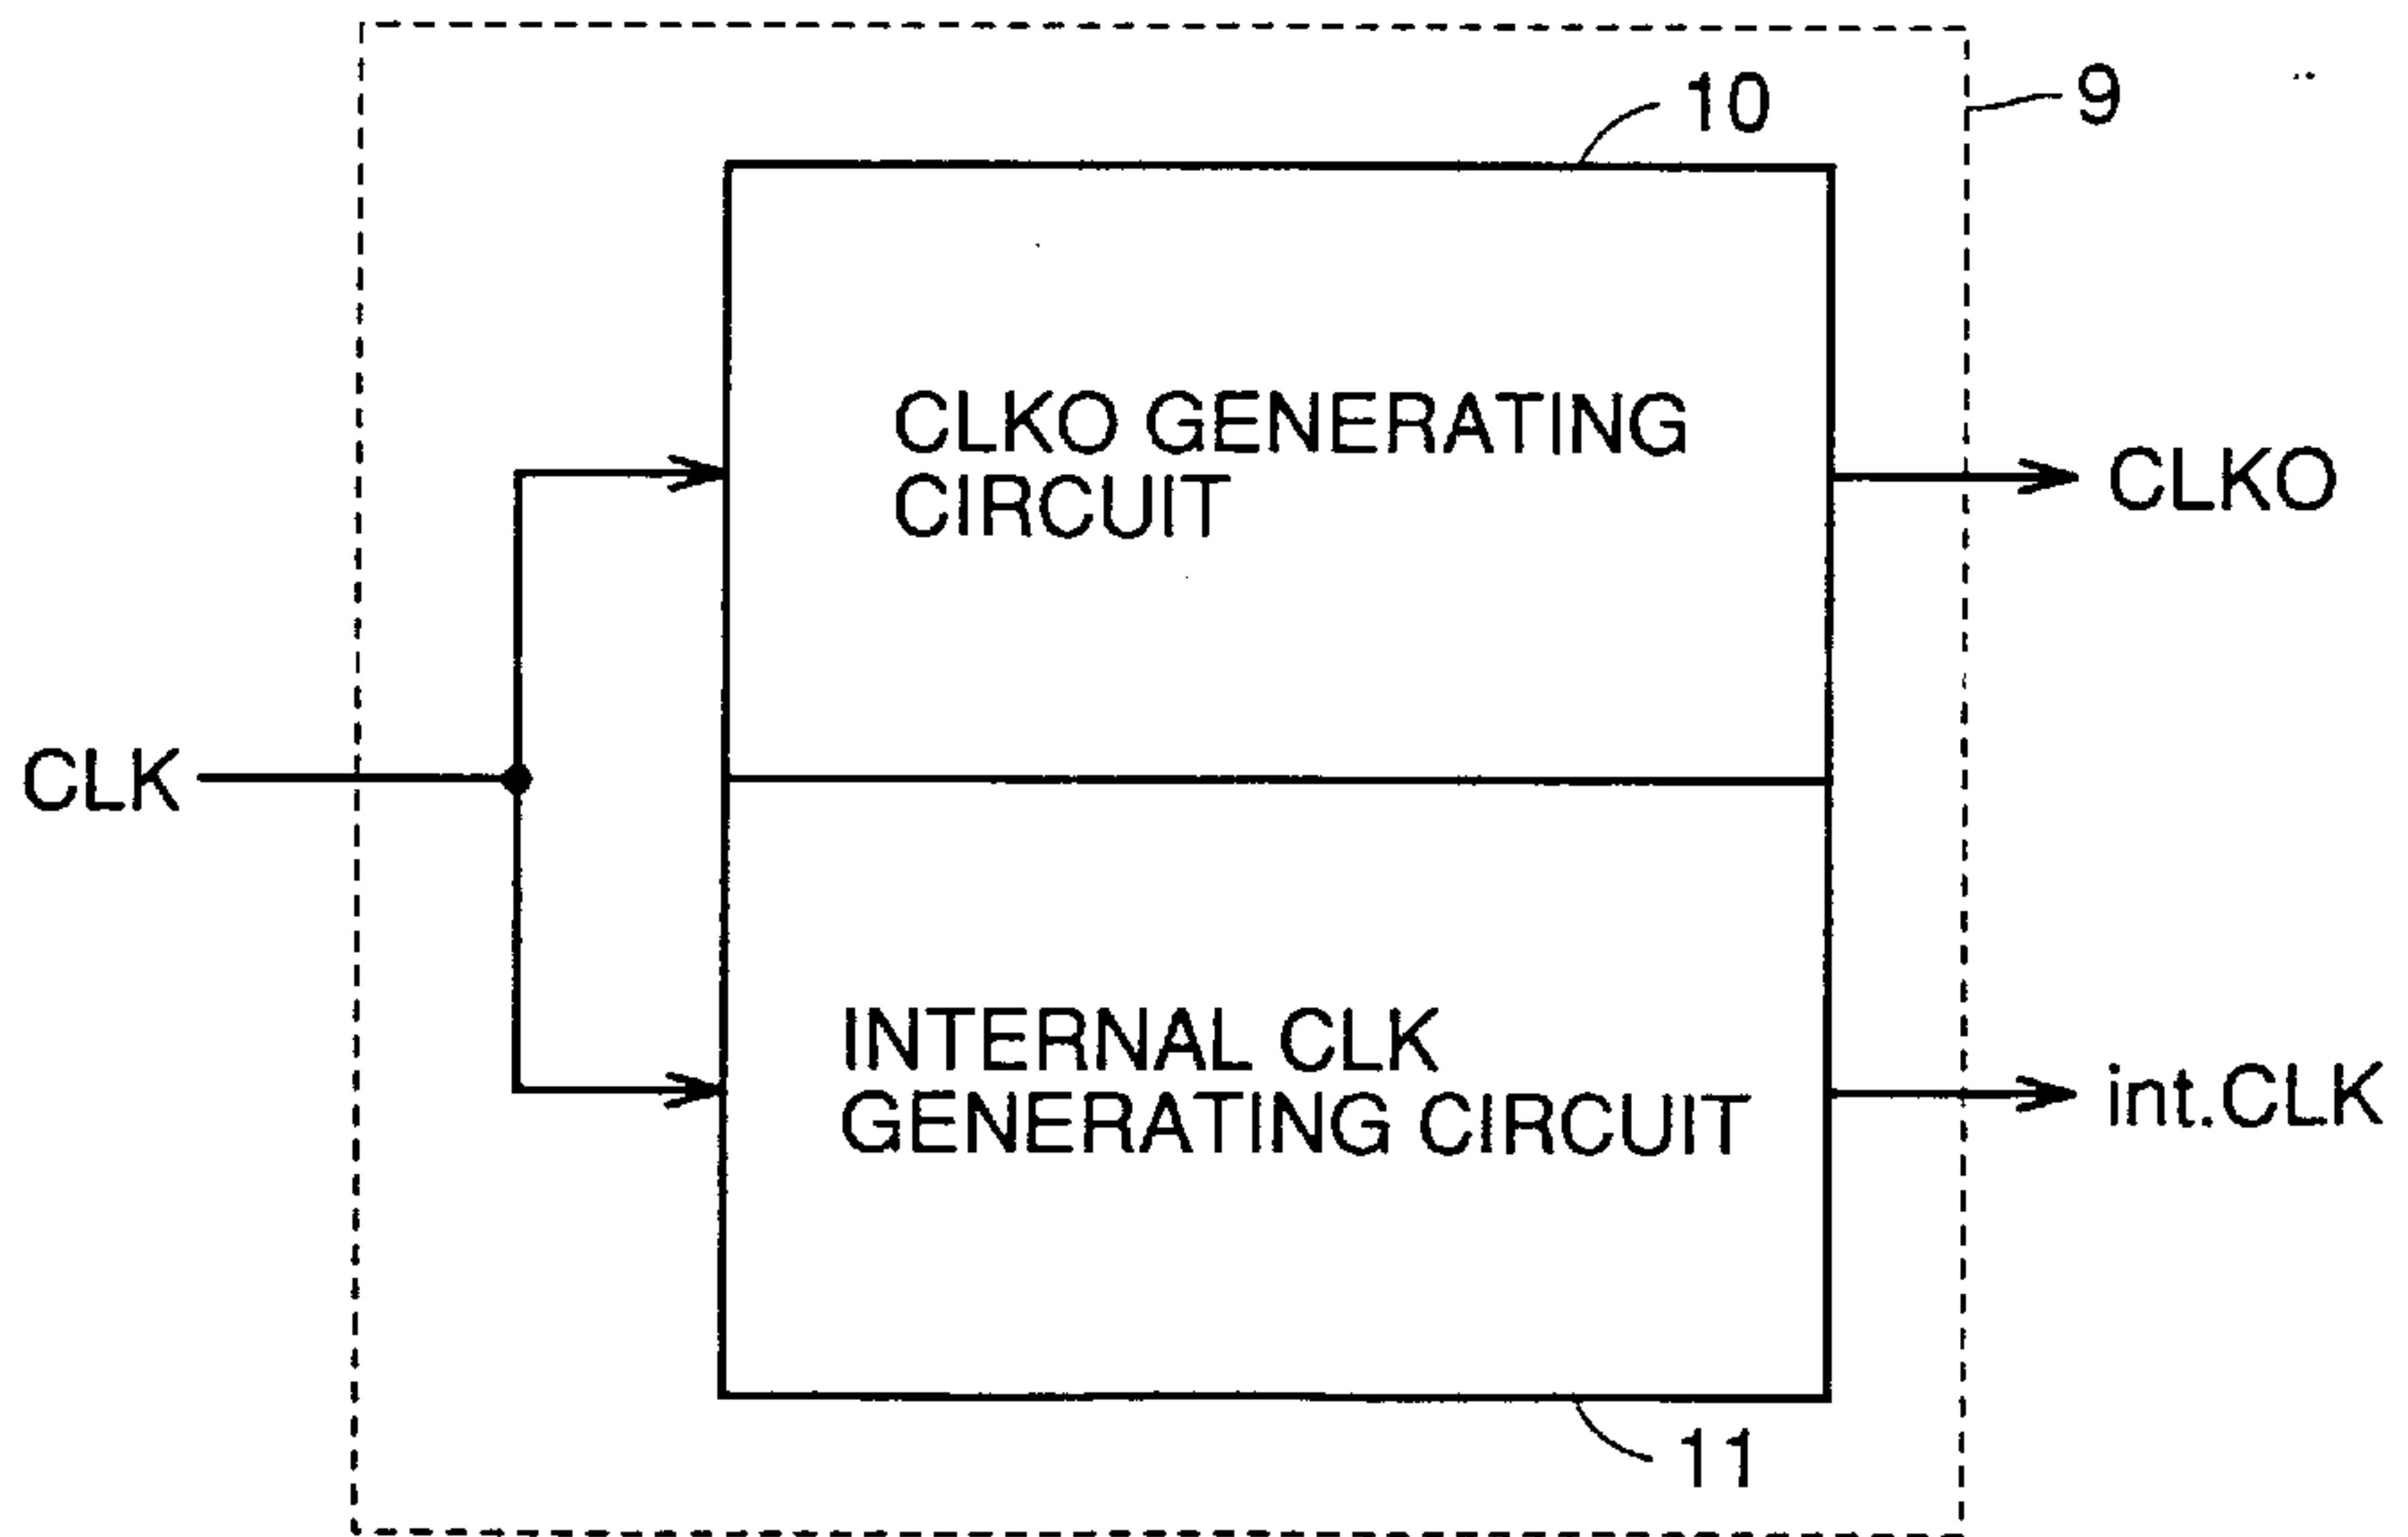 10
9
CLKO GENERATING
CIRCUIT
CLKO
CLK
INTERNAL CLK
GENERATING CIRCUIT
int.CLK
11